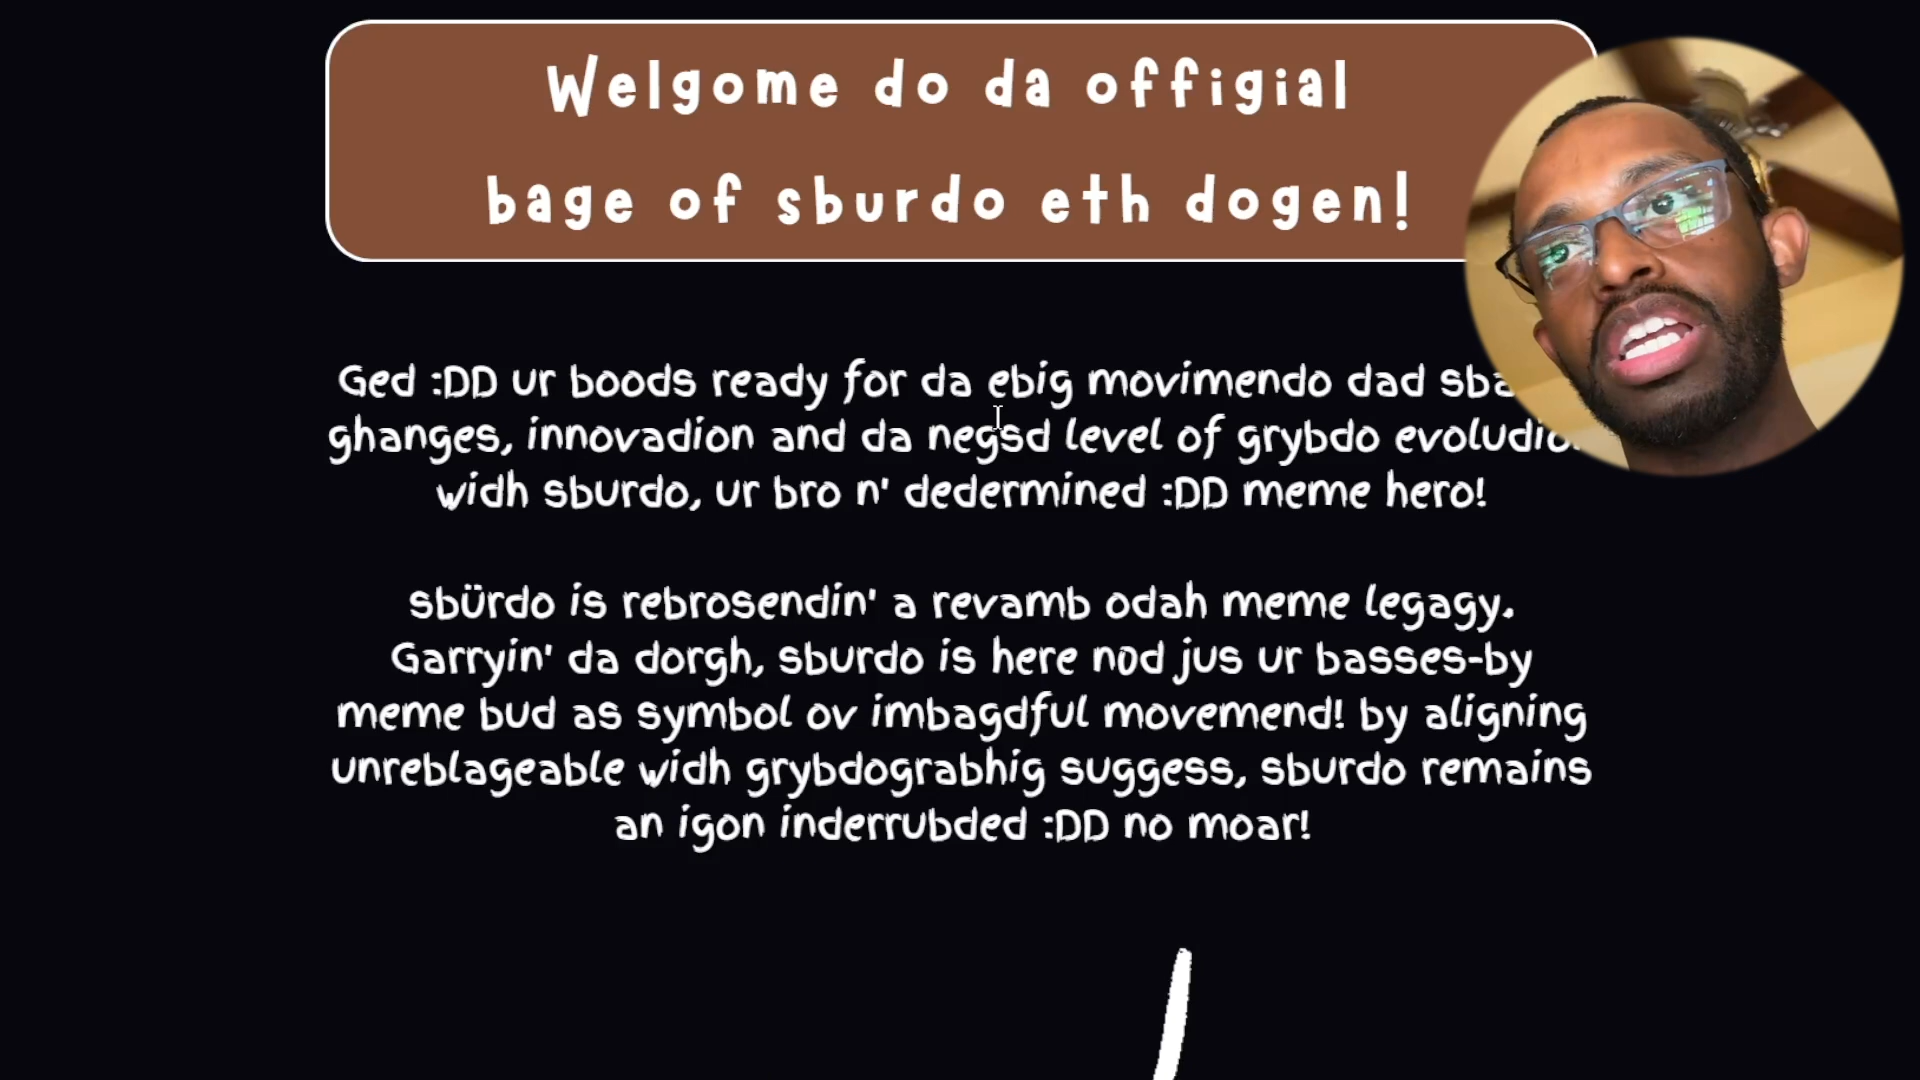 Welgome do da offigial
bage of sburdo eth dogen!
Ged :DD ur boods ready for da ebig movimendo dad
ghanges, innovadion and da negsd level of grybdo
widh sburdo, ur bro n' dedermined :DD meme hero!
sbürdo is rebrosendin' a revamb odah meme legagy.
Garryin' da dorgh, sburdo is here nod jus ur basses-by
meme bud as symbol ov imbagdful movemend! by aligning
unreblageable widh grybdograbhig suggess, sburdo remains
an igon inderrubded :DD no moar!